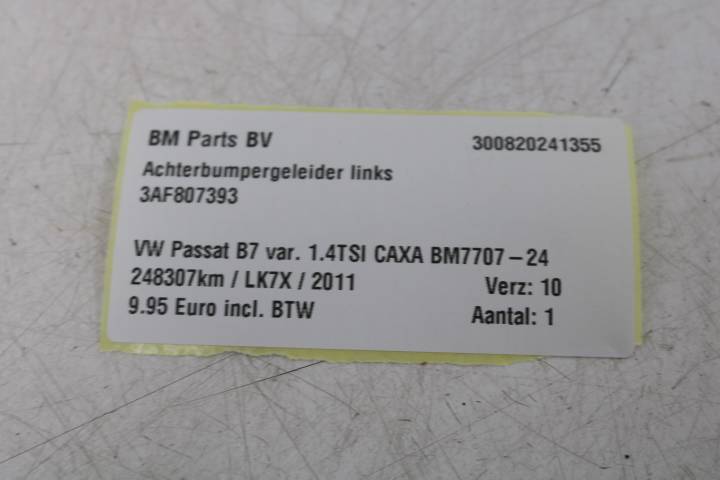 BM Parts BV 300820241355
Achterbumpergeleider links
3AF807393
VW Passat B7 var. 1.4TSI CAXA BM7707-24
248307km / LK7X / 2011 Verz: 10
9.95 Euro incl. BTW Aantal: 1